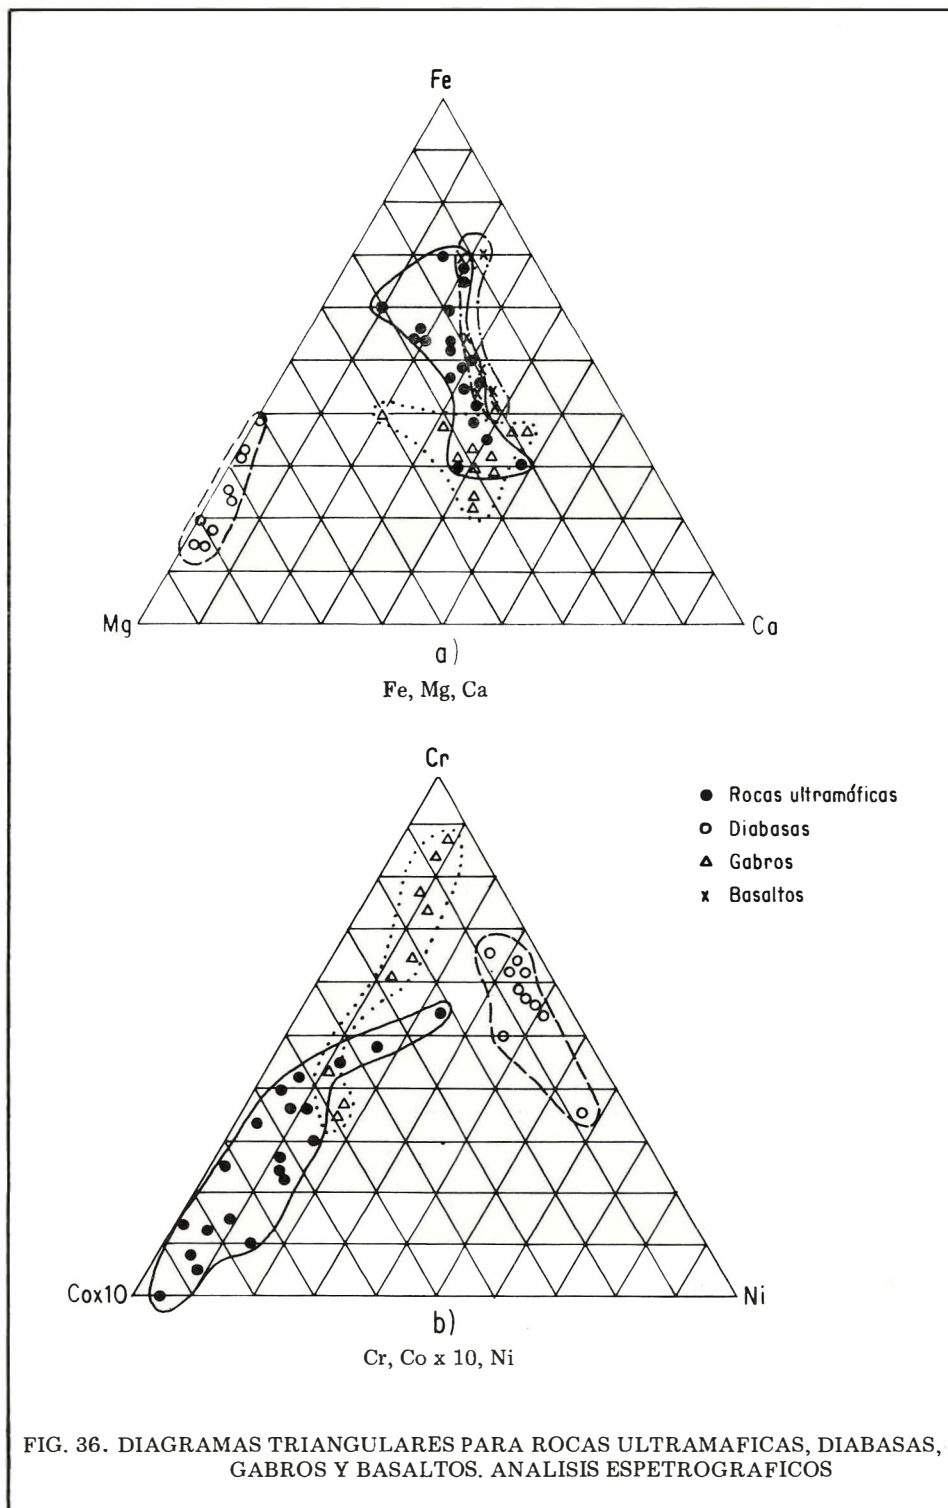 Fe
Mg
Ca
a)
Fe, Mg, Ca
Cr
Rocas ultramáficas
Diabasas
Gabros
Basaltos
Cox10
Ni
b)
Cr, Co x 10, Ni
FIG. 36. DIAGRAMAS TRIANGULARES PARA ROCAS ULTRAMAFICAS, DIABASAS,
GABROS Y BASALTOS. ANALISIS ESPETROGRAFICOS